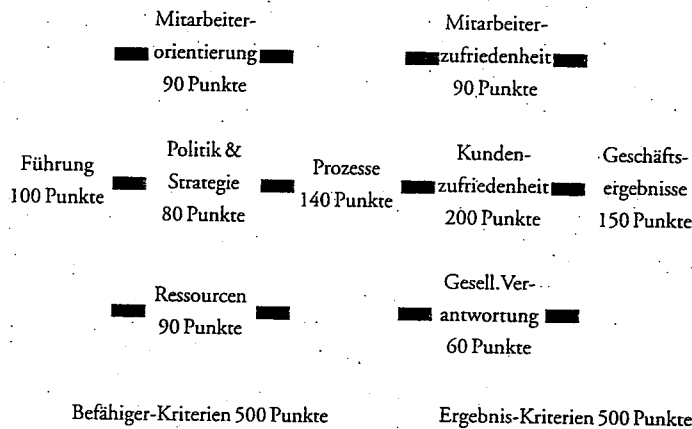 Mitarbeiter-
orientierung
90 Punkte
Mitarbeiter-
zufriedenheit
90 Punkte
Führung
100 Punkte
Politik &
Strategie
80 Punkte
Prozesse
140 Punkte
Kunden-
zufriedenheit
200 Punkte
Geschäfts-
ergebnisse
150 Punkte
Ressourcen
90 Punkte
Gesell.Ver-
antwortung
60 Punkte
Befähiger-Kriterien 500 Punkte
Ergebnis-Kriterien 500 Punkte